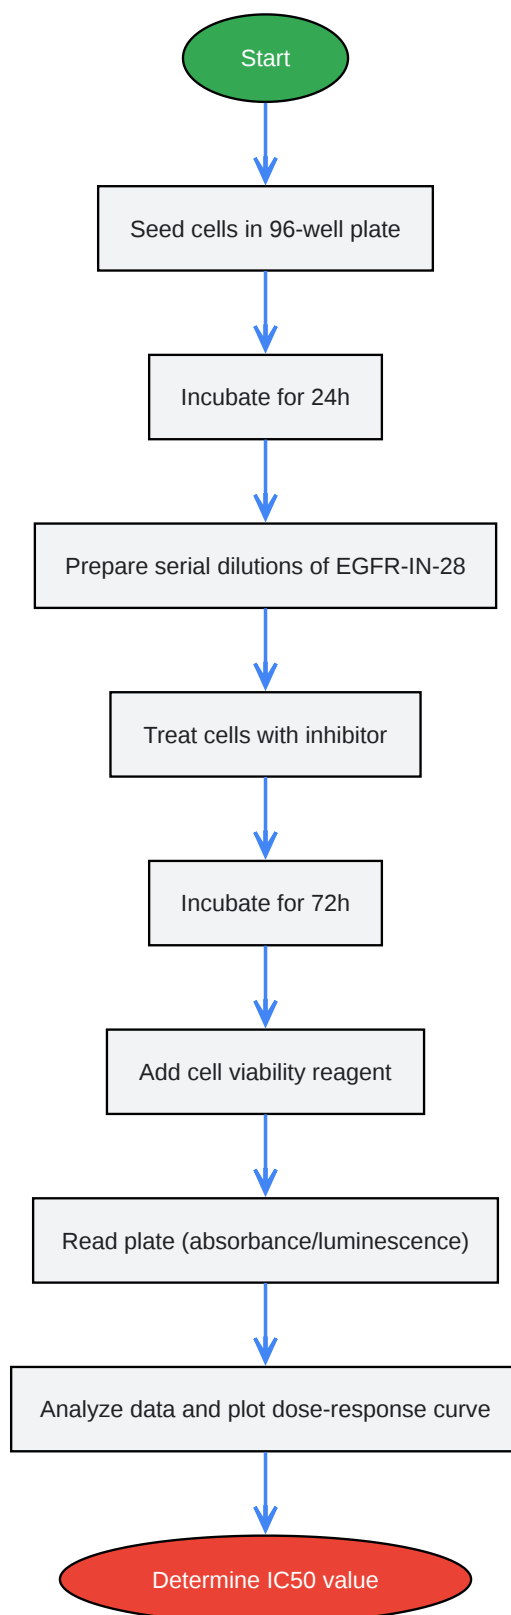 Start
Seed cells in 96-well plate
Incubate for 24h
Prepare serial dilutions of EGFR-IN-28
Treat cells with inhibitor
Incubate for 72h
Add cell viability reagent
Read plate (absorbance/luminescence)
Analyze data and plot dose-response curve
Determine IC50 value